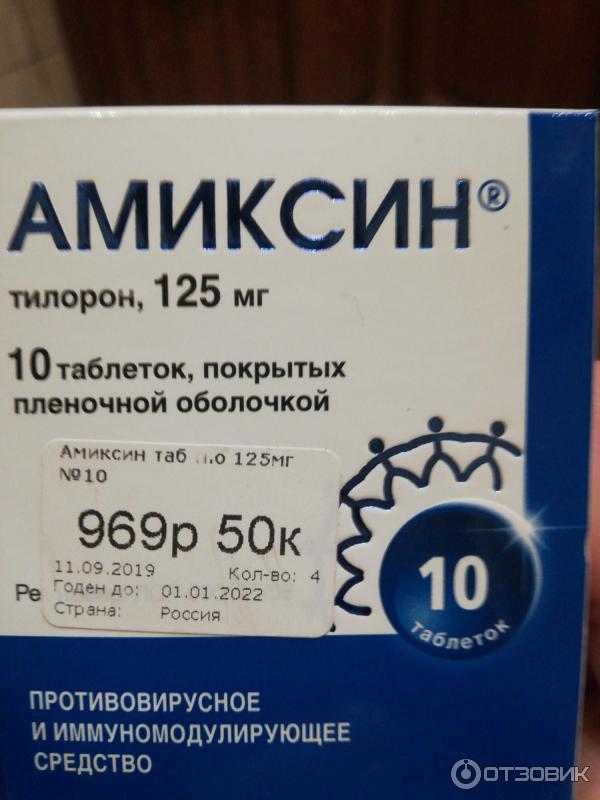 АМИКСИН®
тилорон, 125 мг
10 таблеток, покрытых
пленочной оболочкой
Амиксин таб п.о 125мг
№10
969р 50к
11.09.2019 Кол-во: 4
Годен до: 01.01.2022
Страна: Россия
Ре
10
таблеток
ПРОТИВОВИРУСНОЕ
И ИММУНОМОДУЛИРУЮЩЕЕ
СРЕДСТВО
ОТЗОВИК